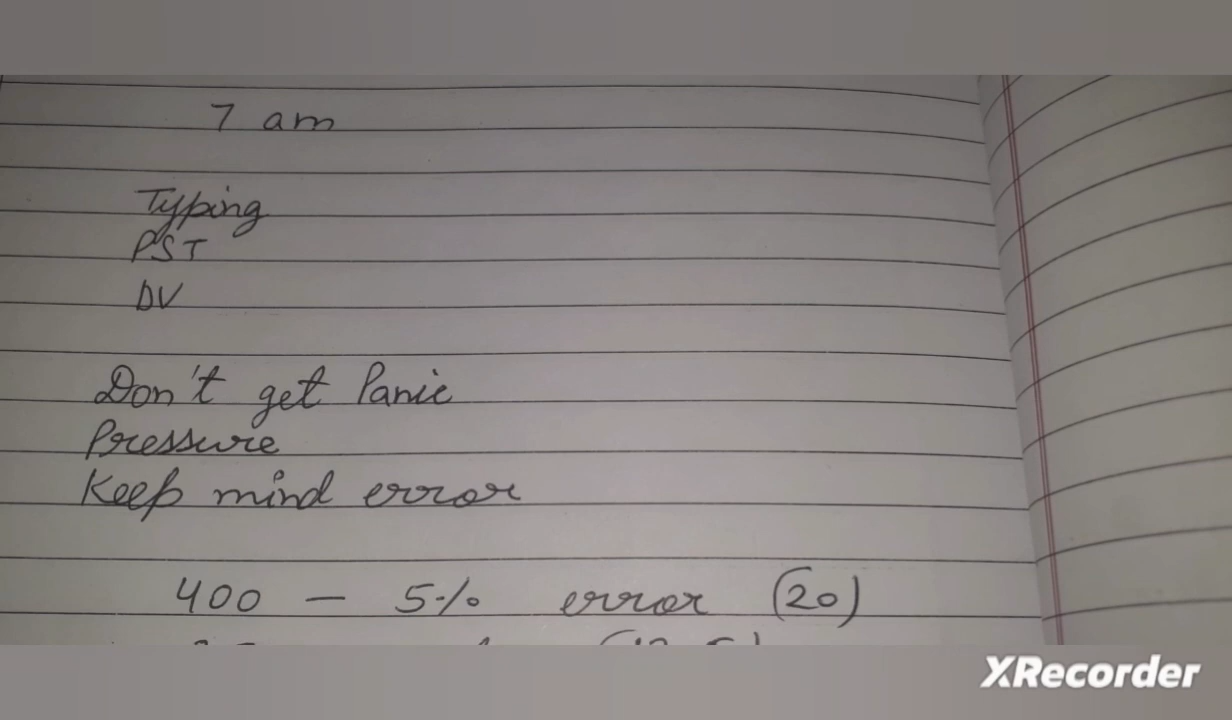 7 am
Typing
PST
DV
Don't get Panic
Pressure
Keep mind error
400 — 5% error (20)
XRecorder